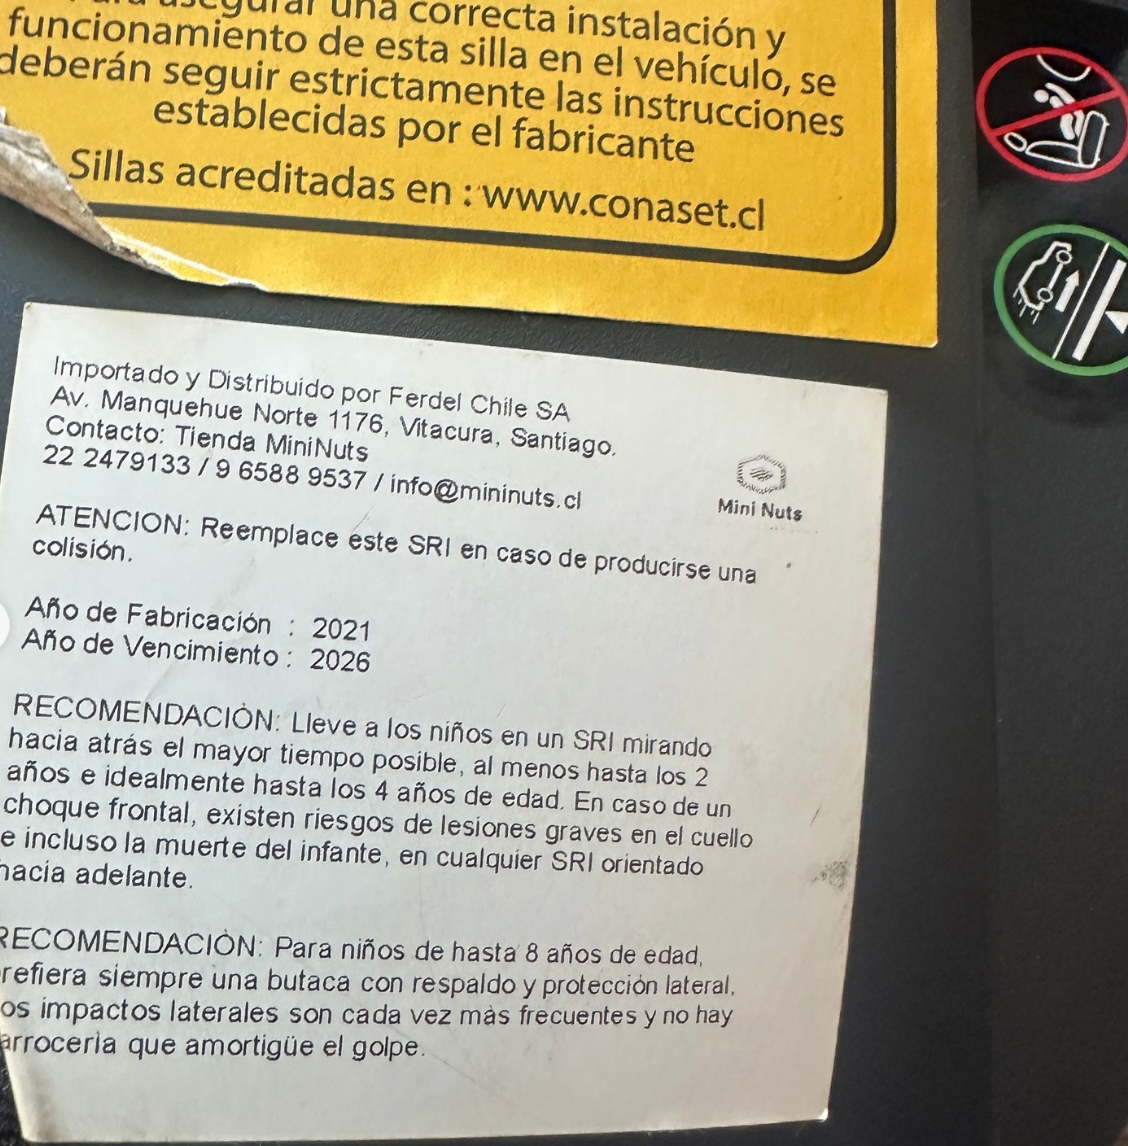 asegurar una correcta instalación y
funcionamiento de esta silla en el vehículo, se
deberán seguir estrictamente las instrucciones
establecidas por el fabricante
Sillas acreditadas en : www.conaset.cl
Importado y Distribuido por Ferdel Chile SA
Av. Manquehue Norte 1176, Vitacura, Santiago.
Contacto: Tienda MiniNuts
22 2479133 / 9 6588 9537 / info@mininuts.cl
Mini Nuts
ATENCION: Reemplace este SRI en caso de producirse una
colisión.
Año de Fabricación : 2021
Año de Vencimiento : 2026
RECOMENDACIÓN: Lleve a los niños en un SRI mirando
hacia atrás el mayor tiempo posible, al menos hasta los 2
años e idealmente hasta los 4 años de edad. En caso de un
choque frontal, existen riesgos de lesiones graves en el cuello
e incluso la muerte del infante, en cualquier SRI orientado
hacia adelante.
RECOMENDACIÓN: Para niños de hasta 8 años de edad,
refiera siempre una butaca con respaldo y protección lateral,
os impactos laterales son cada vez más frecuentes y no hay
arrocería que amortigüe el golpe.